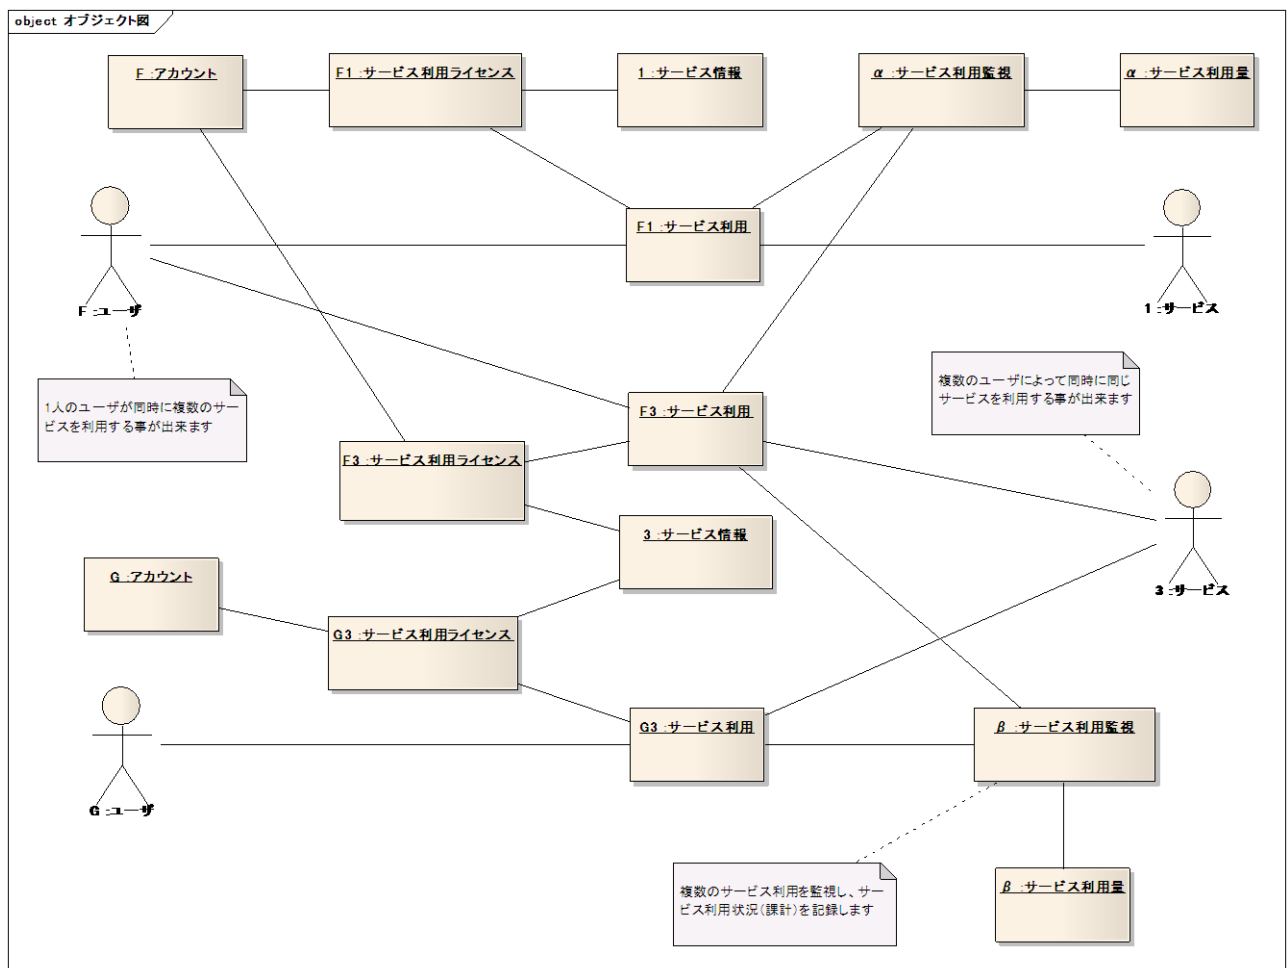 object オブジェクト図
F :アカウント
F1 :サービス利用ライセンス
1 :サービス情報
α :サービス利用監視
α :サービス利用量
F1 :サービス利用
F :ユーザ
1 :サービス
1人のユーザが同時に複数のサー
ビスを利用する事が出来ます
複数のユーザによって同時に同じ
サービスを利用する事が出来ます
F3 :サービス利用
F3 :サービス利用ライセンス
3 :サービス情報
G :アカウント
3 :サービス
G3 :サービス利用ライセンス
G3 :サービス利用
β :サービス利用監視
G :ユーザ
複数のサービス利用を監視し、サー
ビス利用状況(課計)を記録します
β :サービス利用量